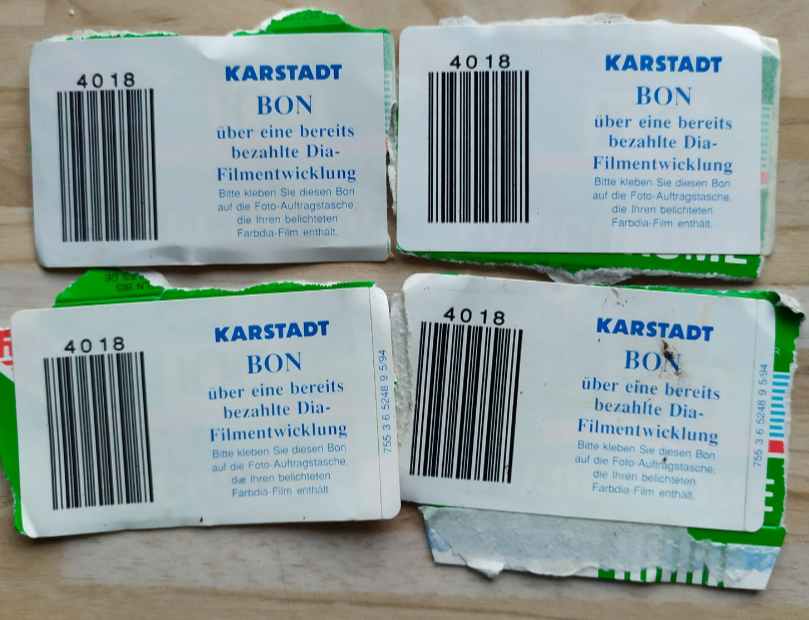 4018
KARSTADT
BON
über eine bereits
bezahlte Dia-
Filmentwicklung
Bitte kleben Sie diesen Bon
auf die Foto-Auftragstasche,
die Ihren belichteten
Farbdia-Film enthält.
4018
KARSTADT
BON
über eine bereits
bezahlte Dia-
Filmentwicklung
Bitte kleben Sie diesen Bon
auf die Foto-Auftragstasche,
die Ihren belichteten
Farbdia-Film enthält.
4018
KARSTADT
BON
über eine bereits
bezahlte Dia-
Filmentwicklung
Bitte kleben Sie diesen Bon
auf die Foto-Auftragstasche,
die Ihren belichteten
Farbdia-Film enthält.
755 3 6 5248 9 5/94
4018
KARSTADT
BON
über eine bereits
bezahlte Dia-
Filmentwicklung
Bitte kleben Sie diesen Bon
auf die Foto-Auftragstasche,
die Ihren belichteten
Farbdia-Film enthält.
755 3 6 5248 9 5/94